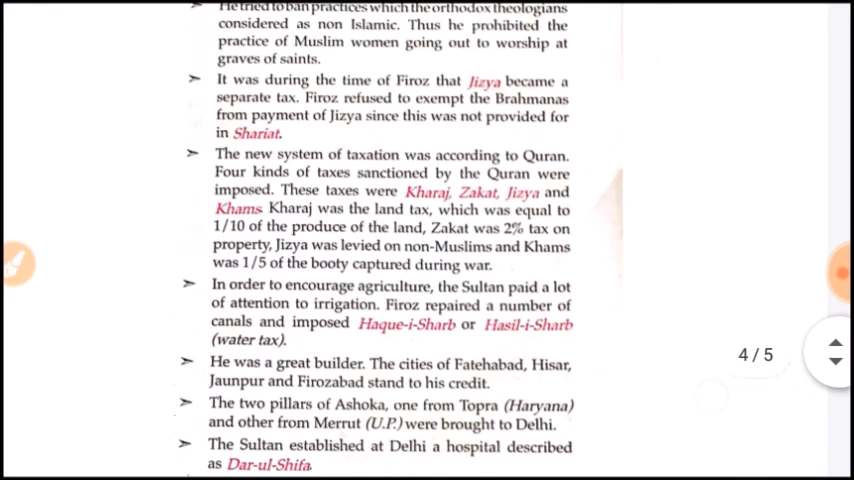 ➢ He tried to ban practices which the orthodox theologians
considered as non Islamic. Thus he prohibited the
practice of Muslim women going out to worship at
graves of saints.
➢ It was during the time of Firoz that Jizya became a
separate tax. Firoz refused to exempt the Brahmanas
from payment of Jizya since this was not provided for
in Shariat.
➢ The new system of taxation was according to Quran.
Four kinds of taxes sanctioned by the Quran were
imposed. These taxes were Kharaj, Zakat, Jizya and
Khams. Kharaj was the land tax, which was equal to
1/10 of the produce of the land, Zakat was 2% tax on
property, Jizya was levied on non-Muslims and Khams
was 1/5 of the booty captured during war.
➢ In order to encourage agriculture, the Sultan paid a lot
of attention to irrigation. Firoz repaired a number of
canals and imposed Haque-i-Sharb or Hasil-i-Sharb
(water tax).
4 / 5
➢ He was a great builder. The cities of Fatehabad, Hisar,
Jaunpur and Firozabad stand to his credit.
➢ The two pillars of Ashoka, one from Topra (Haryana)
and other from Merrut (U.P.) were brought to Delhi.
➢ The Sultan established at Delhi a hospital described
as Dar-ul-Shifa.